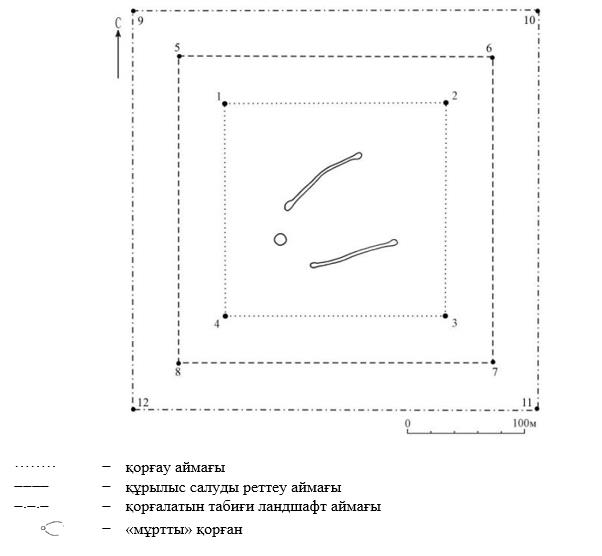 9 10
С
5 6
1 2
4 3
8 7
12 11
0 100м
........ – қорғау аймағы
–––– – құрылыс салуды реттеу аймағы
–·–·– – қорғалатын табиғи ландшафт аймағы
– «мұртты» қорған